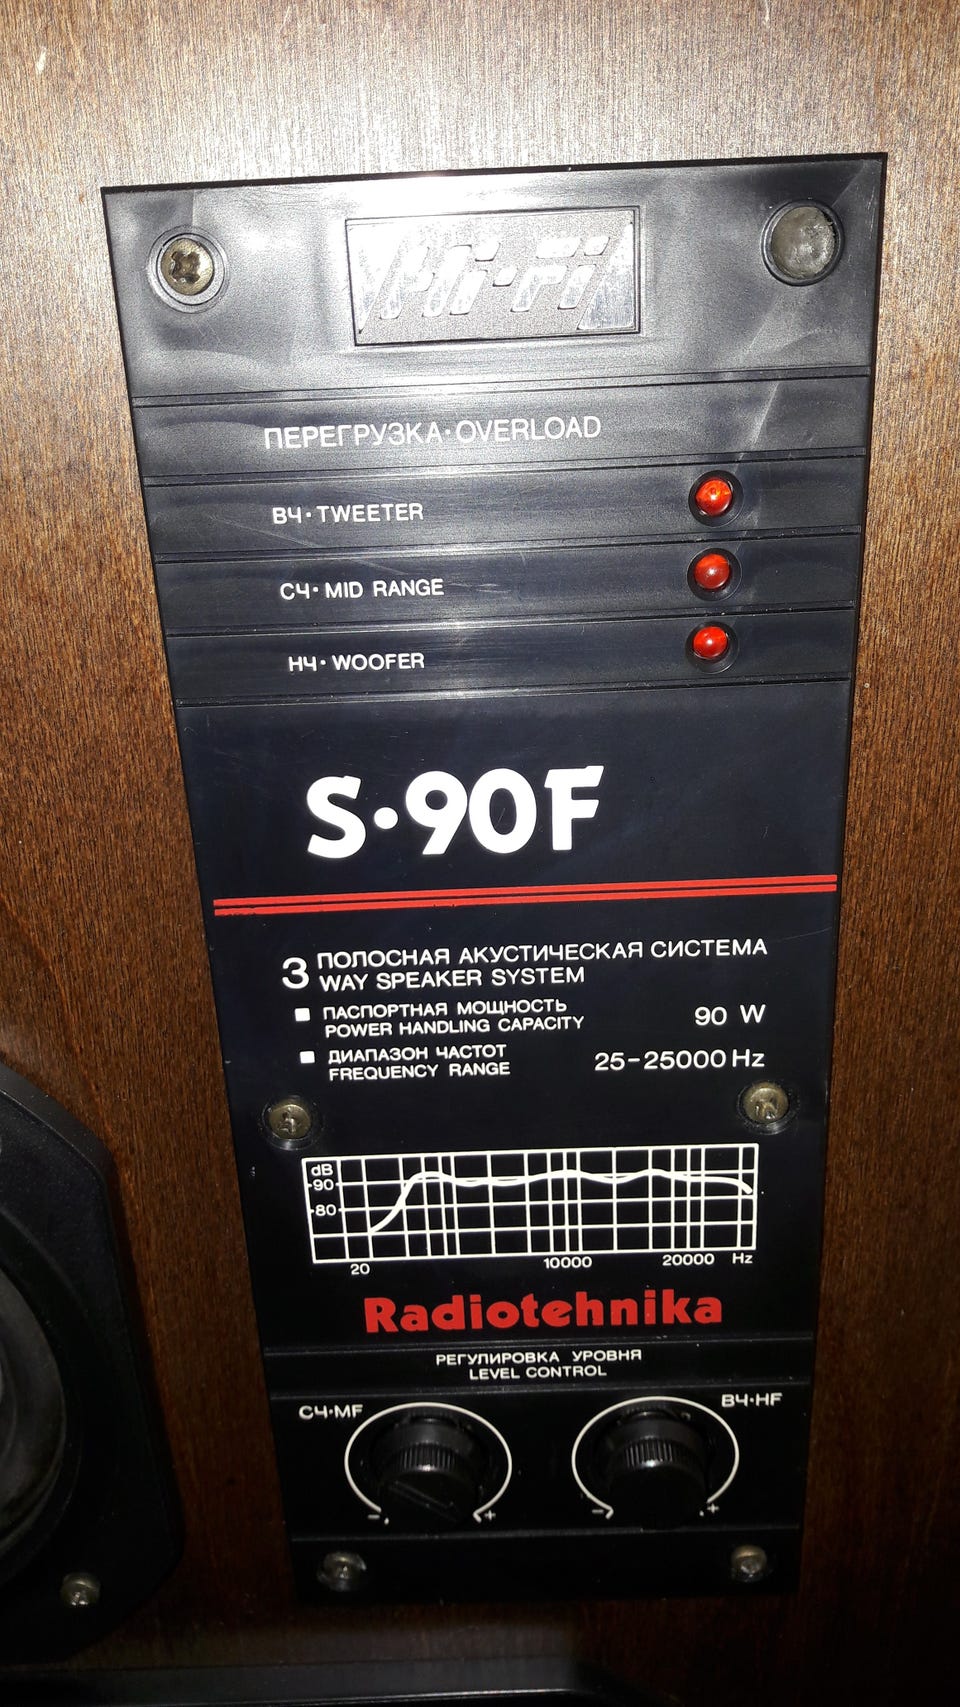 Hi-Fi
ПЕРЕГРУЗКА·OVERLOAD
ВЧ·TWEETER
СЧ·MID RANGE
НЧ·WOOFER
S·90F
3 ПОЛОСНАЯ АКУСТИЧЕСКАЯ СИСТЕМА
WAY SPEAKER SYSTEM
ПАСПОРТНАЯ МОЩНОСТЬ
POWER HANDLING CAPACITY 90 W
ДИАПАЗОН ЧАСТОТ
FREQUENCY RANGE 25-25000 Hz
dB
90
80
20 10000 20000 Hz
Radiotehnika
РЕГУЛИРОВКА УРОВНЯ
LEVEL CONTROL
СЧ·MF ВЧ·HF
- + - +